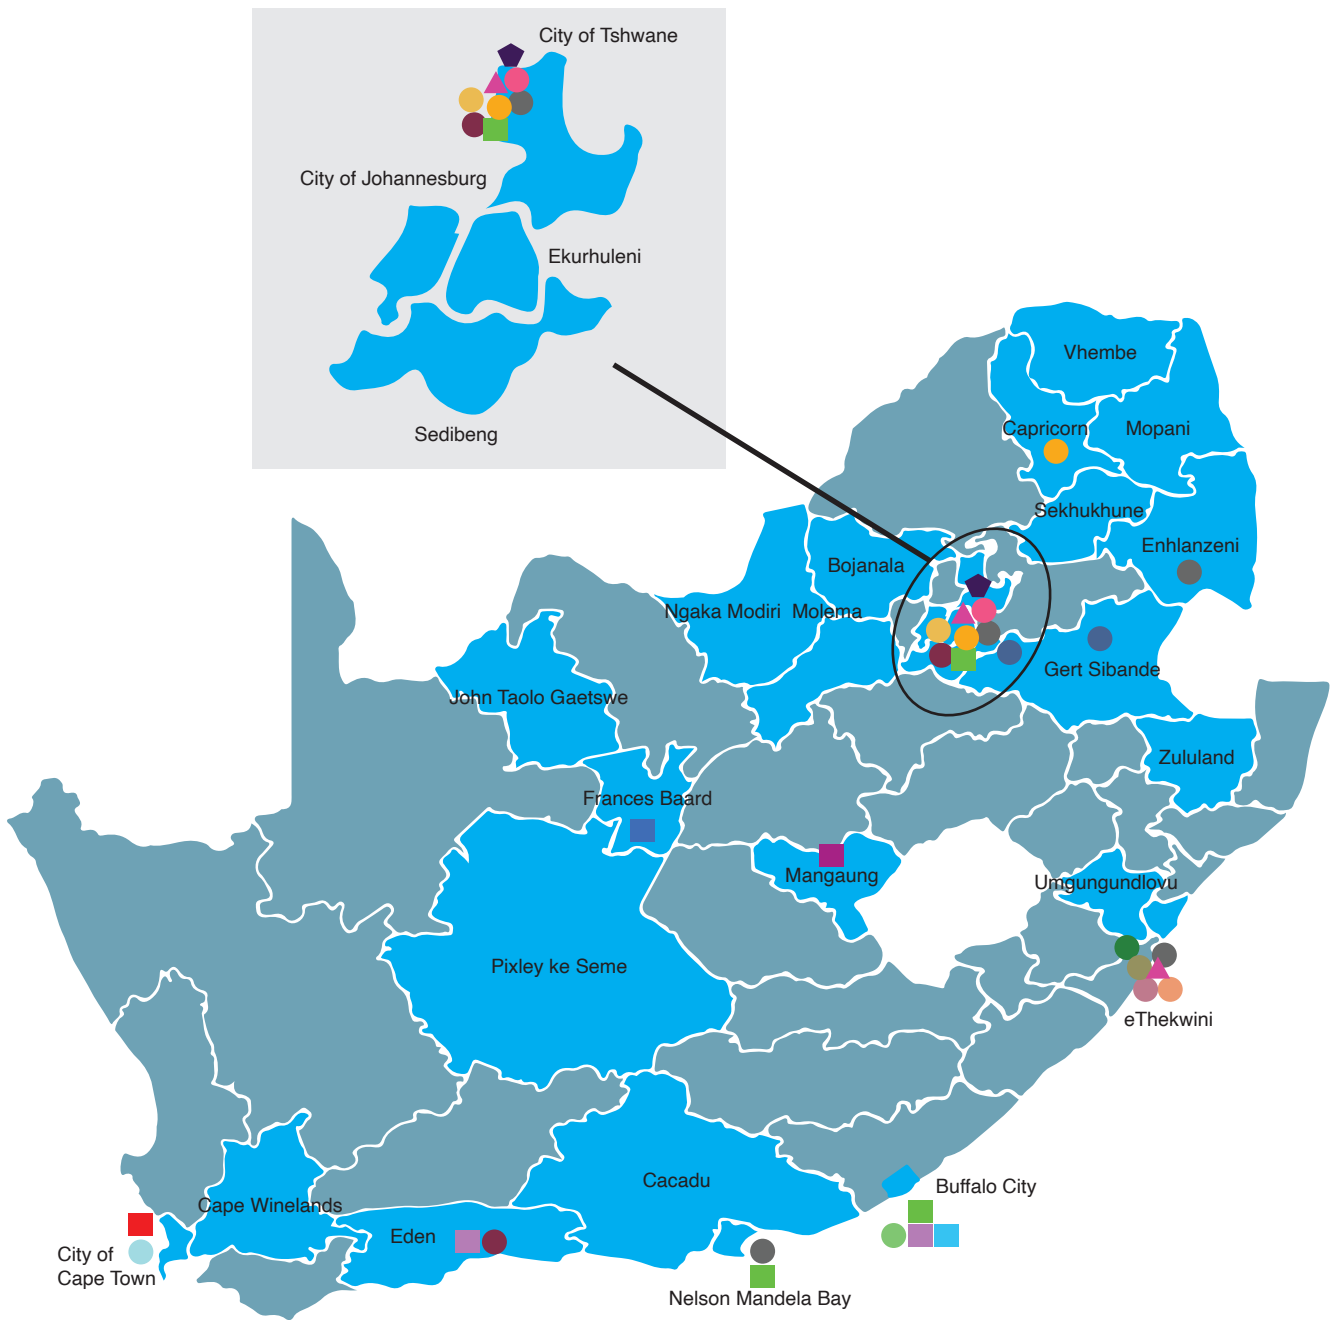 City of Tshwane
City of Johannesburg
Ekurhuleni
Sedibeng
Vhembe
Capricorn
Mopani
Sekhukhune
Enhlanzeni
Bojanala
Ngaka Modiri Molema
Gert Sibande
John Taolo Gaetswe
Zululand
Frances Baard
Mangaung
Umgungundlovu
Pixley ke Seme
eThekwini
Cacadu
Buffalo City
Cape Winelands
Eden
City of
Cape Town
Nelson Mandela Bay